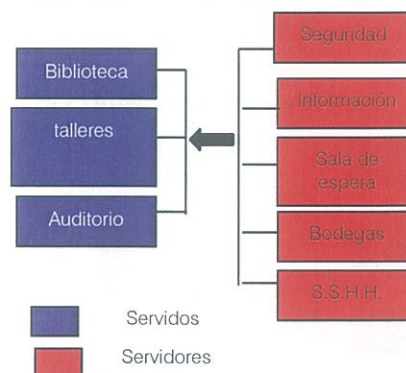 Biblioteca
talleres
Auditorio
Seguridad
Información
Sala de
espera
Bodegas
S.S.H.H.
Servidos
Servidores